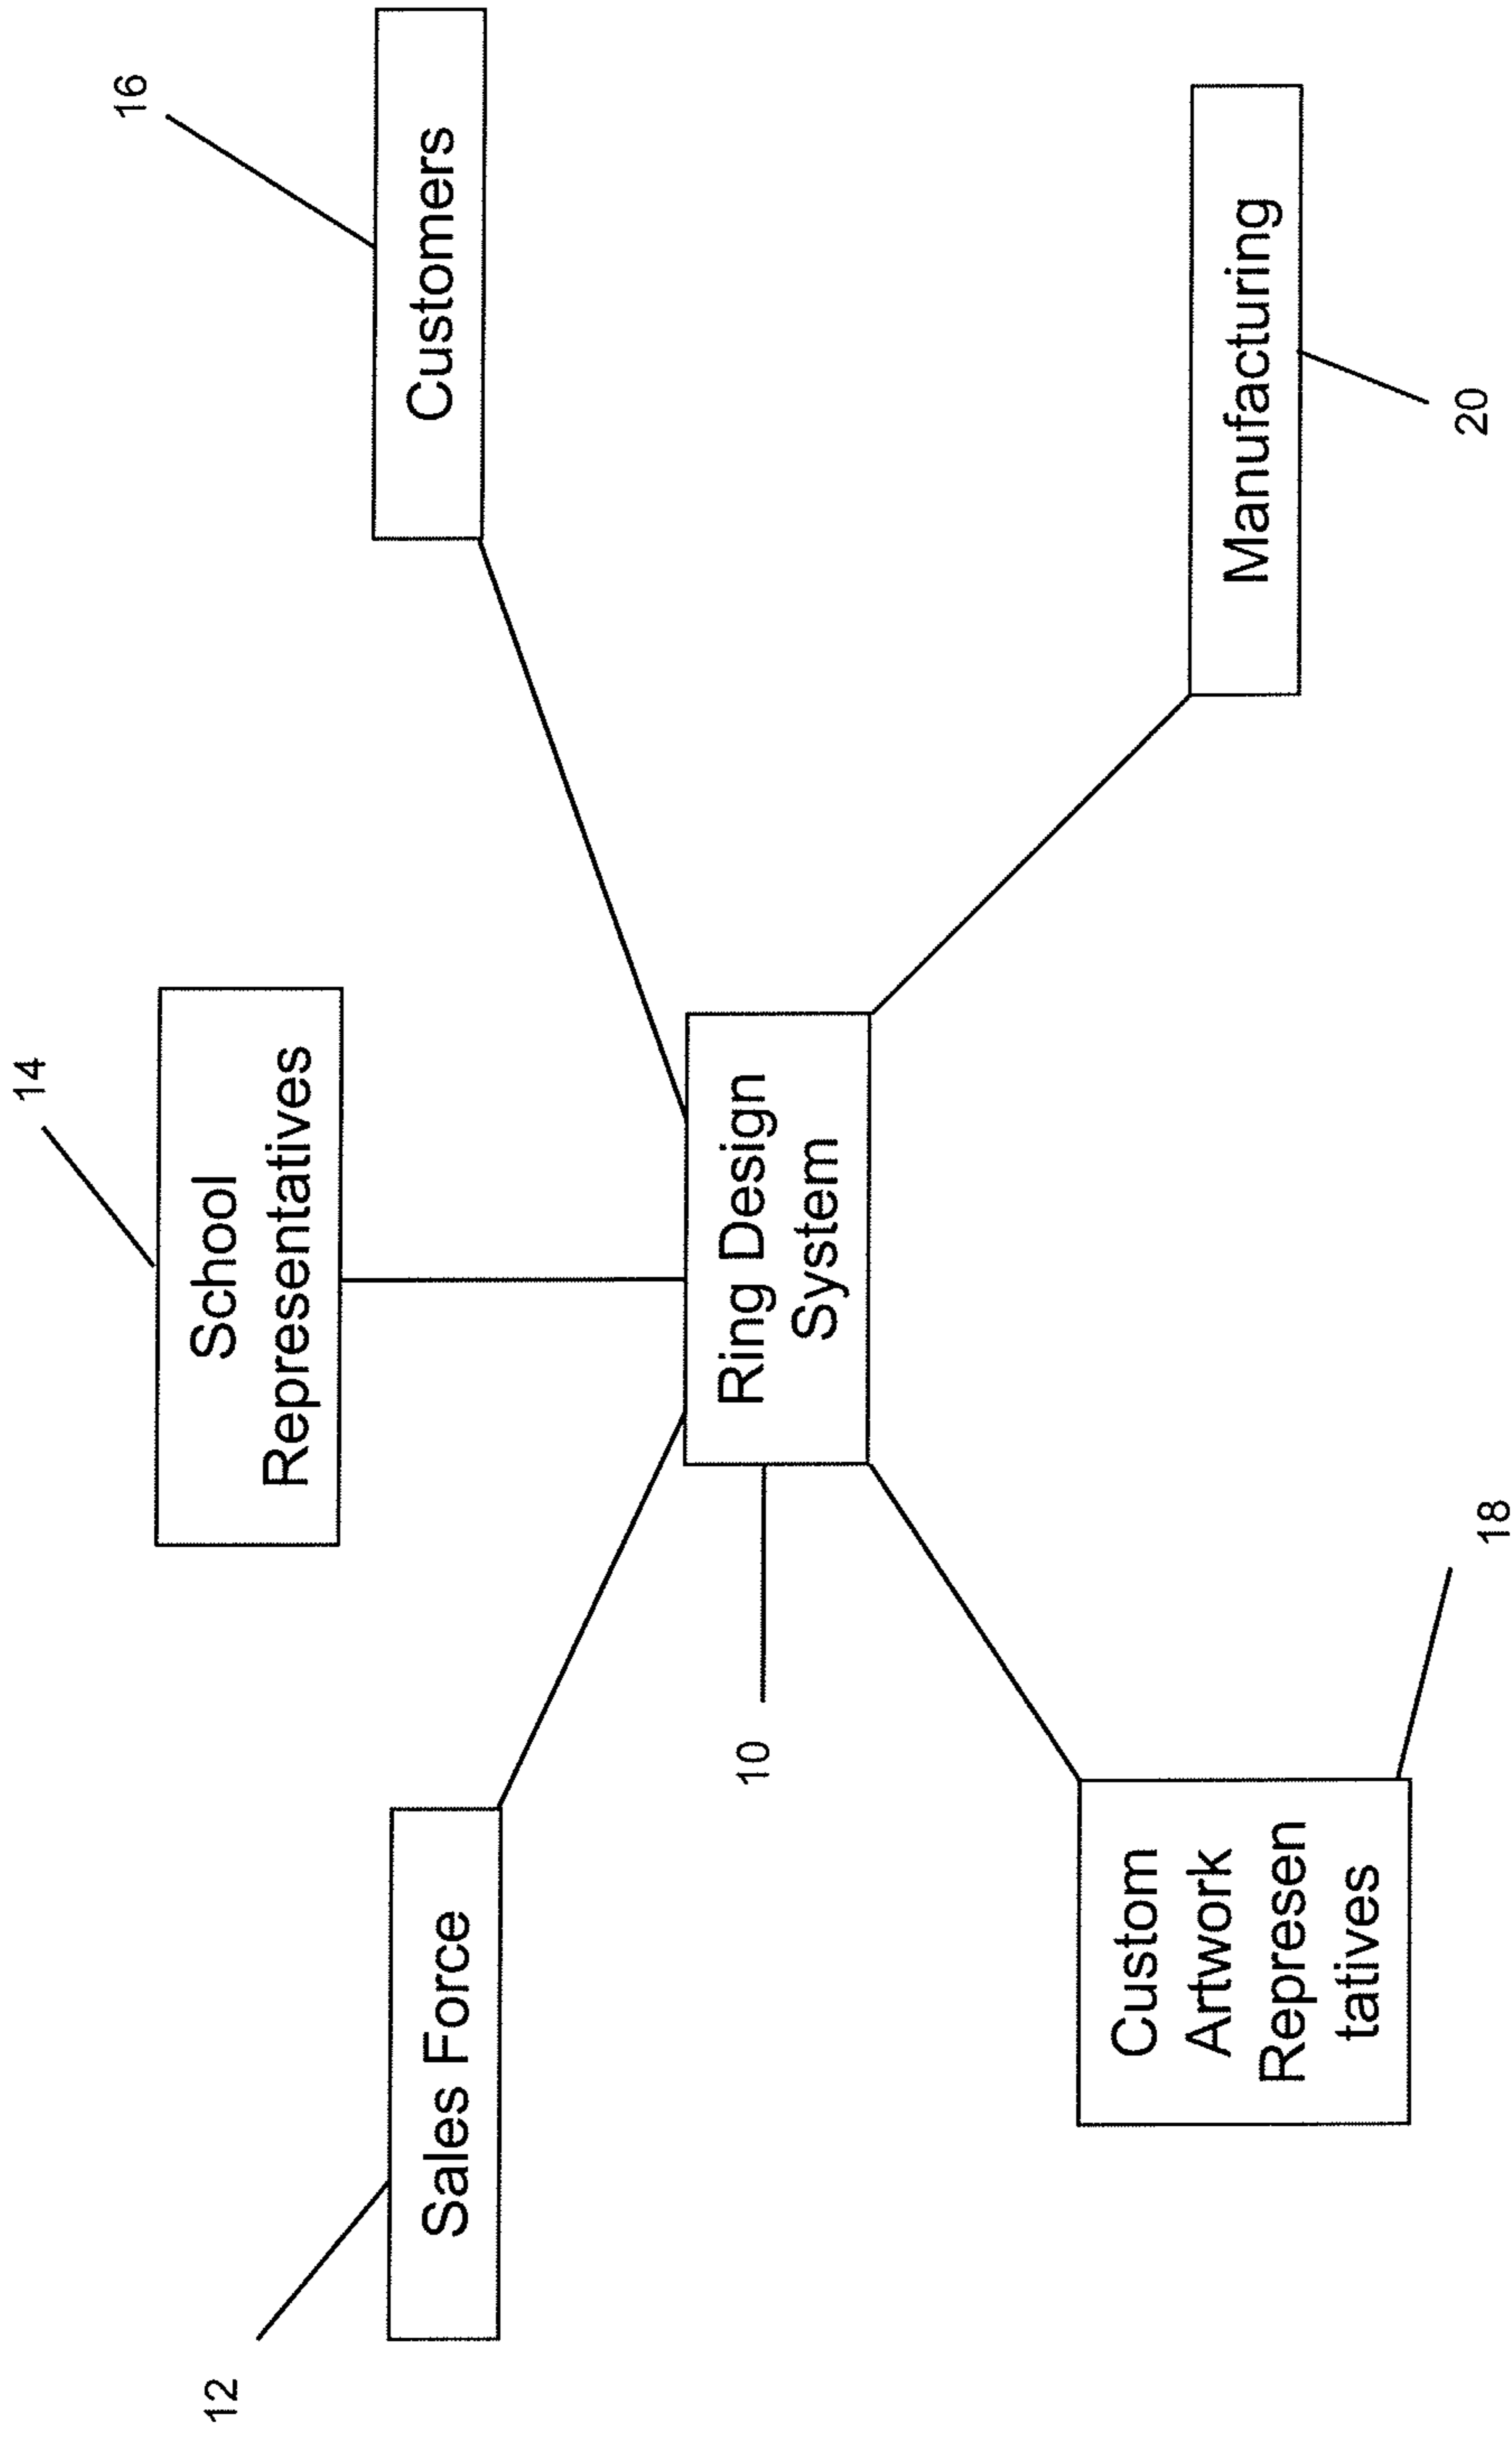 14
School
Representatives
16
Customers
12
Sales Force
Ring Design
System
10
Custom
Artwork
Represen
tatives
18
Manufacturing
20